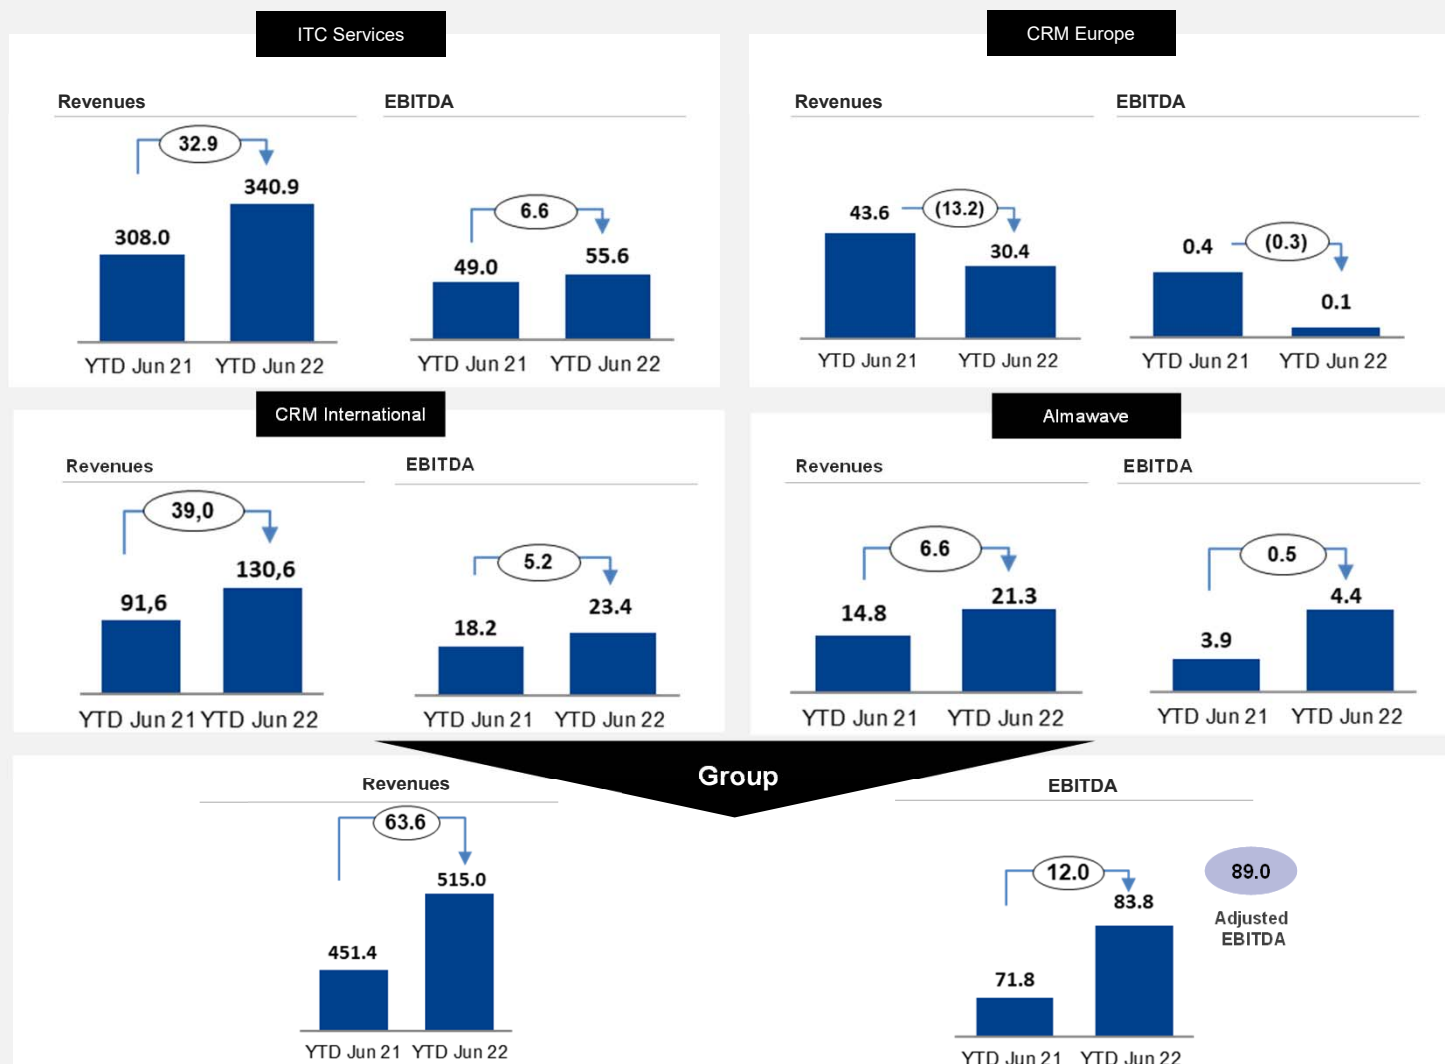 ITC Services
Revenues
32.9
308.0
340.9
YTD Jun 21 YTD Jun 22
EBITDA
6.6
49.0
55.6
YTD Jun 21 YTD Jun 22
CRM Europe
Revenues
43.6
(13.2)
30.4
YTD Jun 21 YTD Jun 22
EBITDA
0.4
(0.3)
0.1
YTD Jun 21 YTD Jun 22
CRM International
Revenues
39,0
91,6
130,6
YTD Jun 21 YTD Jun 22
EBITDA
5.2
18.2
23.4
YTD Jun 21 YTD Jun 22
Almawave
Revenues
6.6
14.8
21.3
YTD Jun 21 YTD Jun 22
EBITDA
0.5
3.9
4.4
YTD Jun 21 YTD Jun 22
Group
Revenues
63.6
451.4
515.0
YTD Jun 21 YTD Jun 22
EBITDA
12.0
71.8
83.8
YTD Jun 21 YTD Jun 22
89.0
Adjusted
EBITDA